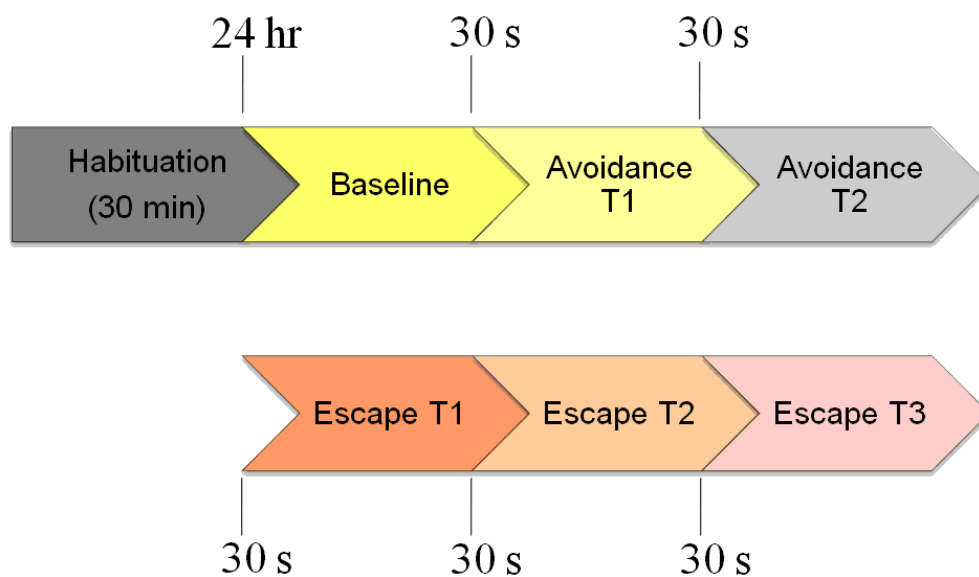 24 hr 30 s 30 s
Habituation
(30 min)
Baseline
Avoidance
T1
Avoidance
T2
Escape T1 Escape T2 Escape T3
30 s 30 s 30 s